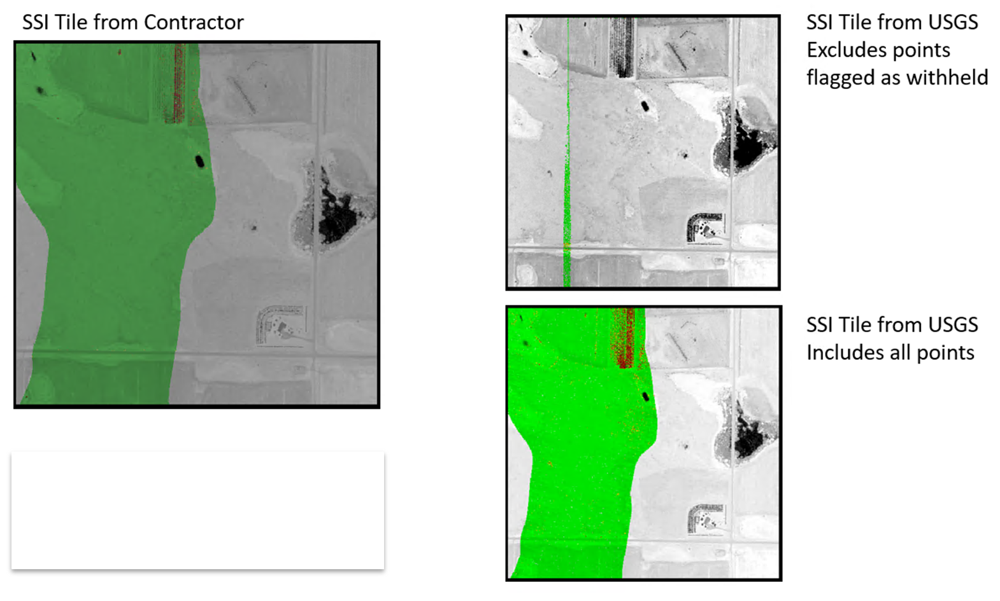 SSI Tile from Contractor
SSI Tile from USGS
Excludes points
flagged as withheld
SSI Tile from USGS
Includes all points